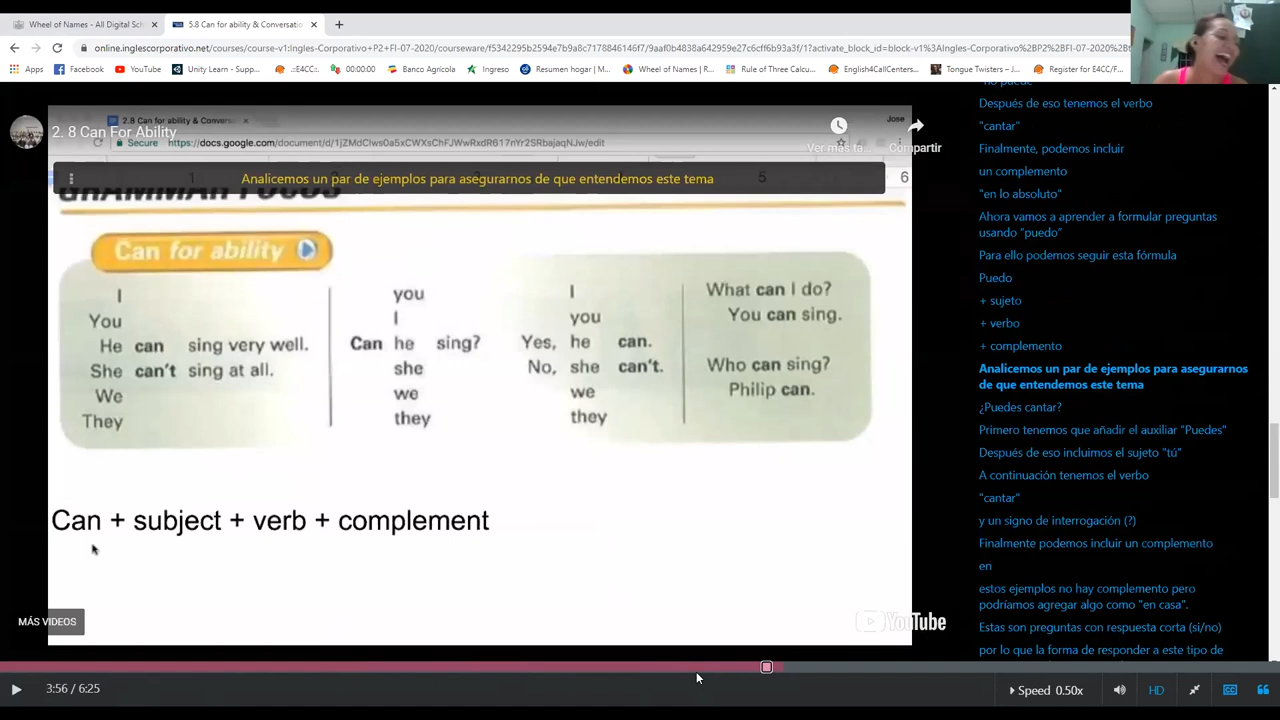 Wheel of Names - All Digital Sch
5.8 Can for ability & Conversatio
online.inglescorporativo.net/courses/course-v1:Ingles-Corporativo+P2+FI-07-2020/courseware/
Apps
Facebook
YouTube
Unity Learn - Supp...
.::E4CC::.
00:00:00
Banco Agrícola
Ingreso
Resumen hogar | M...
Wheel of Names | R...
Rule of Three Calcu...
English4CallCenters...
Tongue Twisters – J...
Register for E4CC/F...
2.8 Can for ability & Conversat
Jose
2. 8 Can For Ability
Secure
Ver más ta...
Compartir
Analicemos un par de ejemplos para asegurarnos de que entendemos este tema
1
5
6
GRAMMAR FOCUS
Can for ability
I
You
He can sing very well.
She can't sing at all.
We
They
you
I
Can he sing?
she
we
they
I
you
Yes, he can.
No, she can't.
we
they
What can I do?
You can sing.
Who can sing?
Philip can.
Can + subject + verb + complement
MÁS VIDEOS
YouTube
3:56 / 6:25
Speed 0.50x
HD
no puede
Después de eso tenemos el verbo
"cantar"
Finalmente, podemos incluir
un complemento
"en lo absoluto"
Ahora vamos a aprender a formular preguntas
usando "puedo"
Para ello podemos seguir esta fórmula
Puedo
+ sujeto
+ verbo
+ complemento
Analicemos un par de ejemplos para asegurarnos
de que entendemos este tema
¿Puedes cantar?
Primero tenemos que añadir el auxiliar "Puedes"
Después de eso incluimos el sujeto "tú"
A continuación tenemos el verbo
"cantar"
y un signo de interrogación (?)
Finalmente podemos incluir un complemento
en
estos ejemplos no hay complemento pero
podríamos agregar algo como "en casa".
Estas son preguntas con respuesta corta (si/no)
por lo que la forma de responder a este tipo de